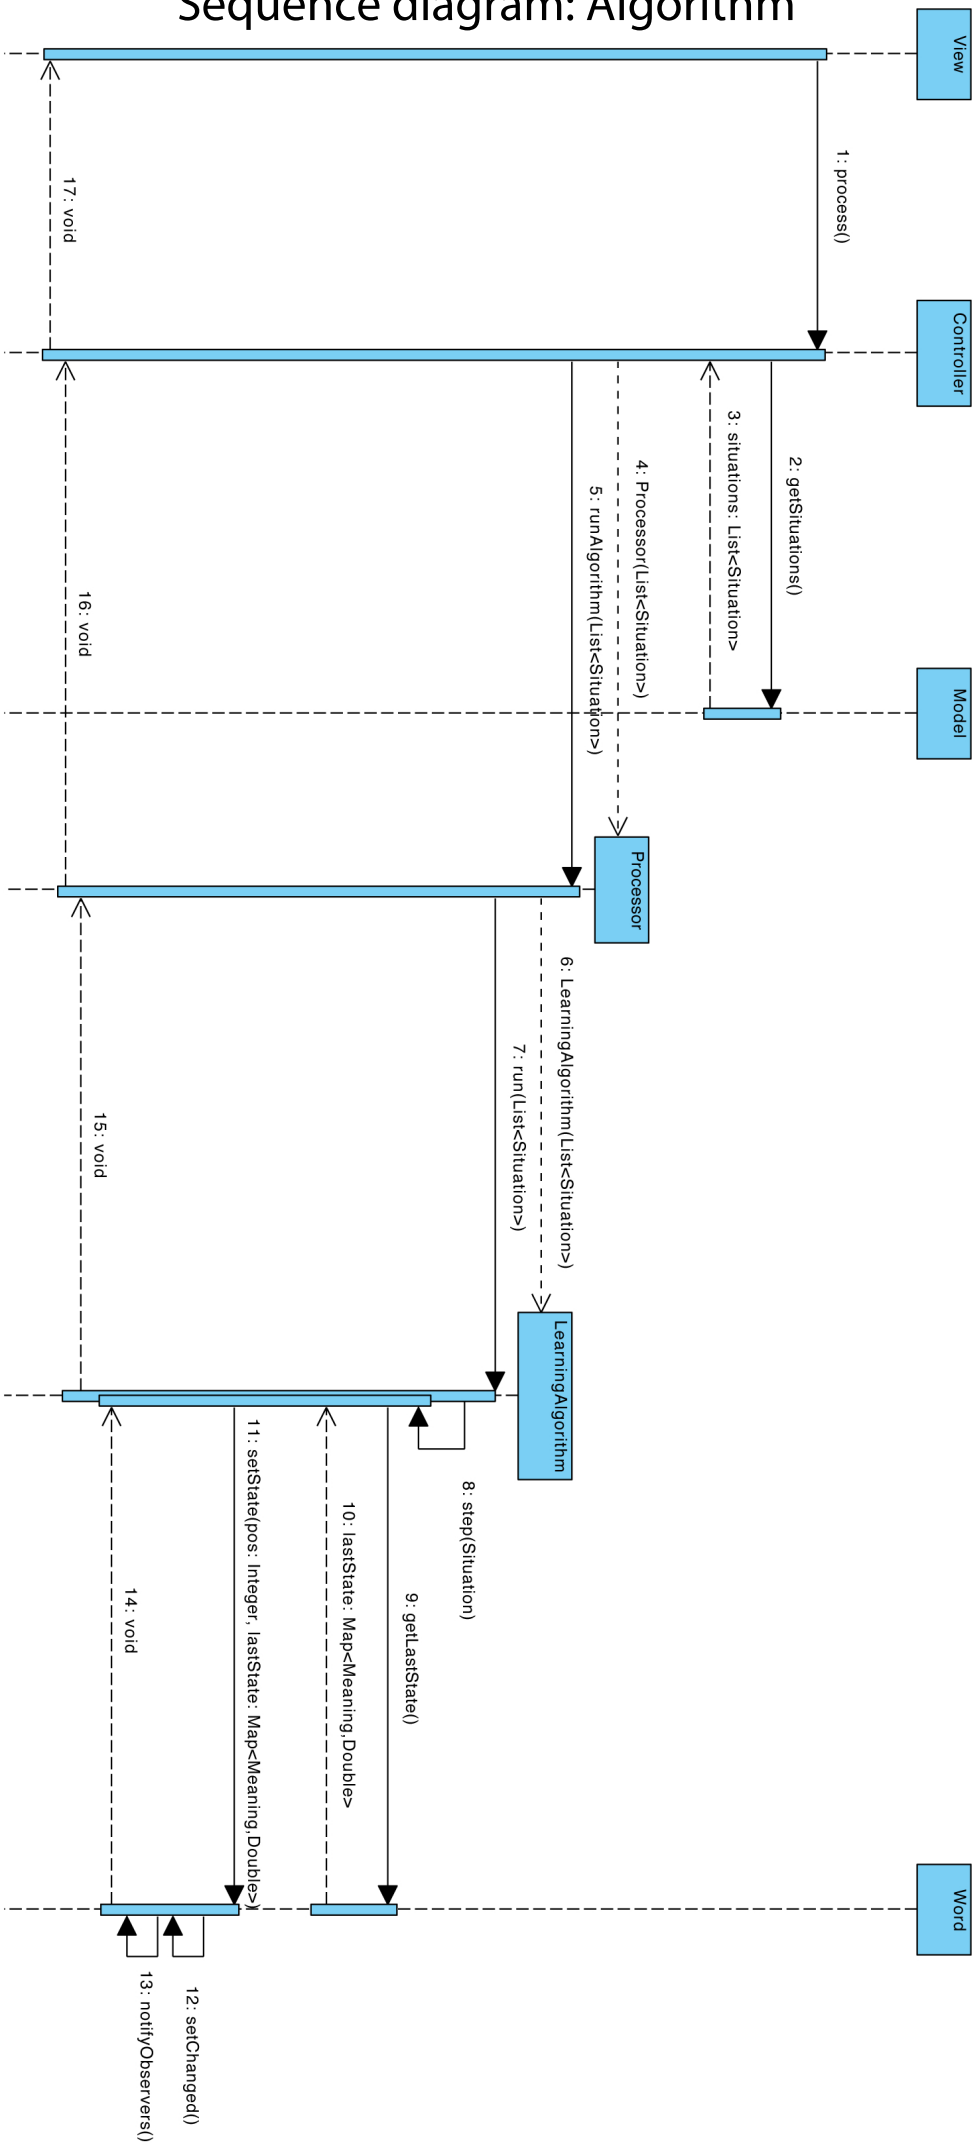 Sequence diagram: Algorithm
View
Controller
Model
Processor
LearningAlgorithm
Word
1: process()
2: getSituations()
3: situations: List<Situation>
4: Processor(List<Situation>)
5: runAlgorithm(List<Situation>)
6: LearningAlgorithm(List<Situation>)
7: run(List<Situation>)
8: step(Situation)
9: getLastState()
10: lastState: Map<Meaning,Double>
11: setState(pos: Integer, lastState: Map<Meaning,Double>)
12: setChanged()
13: notifyObservers()
14: void
15: void
16: void
17: void